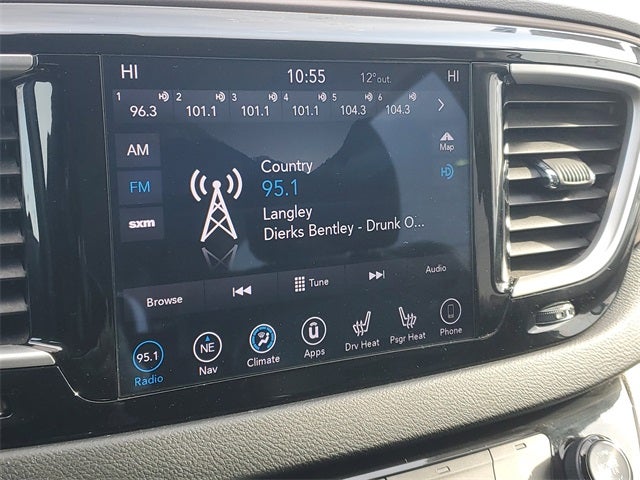 HI 10:55 12°out. HI
1 2 3 4 5 6
96.3 101.1 101.1 101.1 104.3 104.3
AM
FM
sxm
Country
95.1
Langley
Dierks Bentley - Drunk O...
Map
HD
Browse Tune Audio
95.1 NE
Radio Nav Climate Apps Drv Heat Psgr Heat Phone